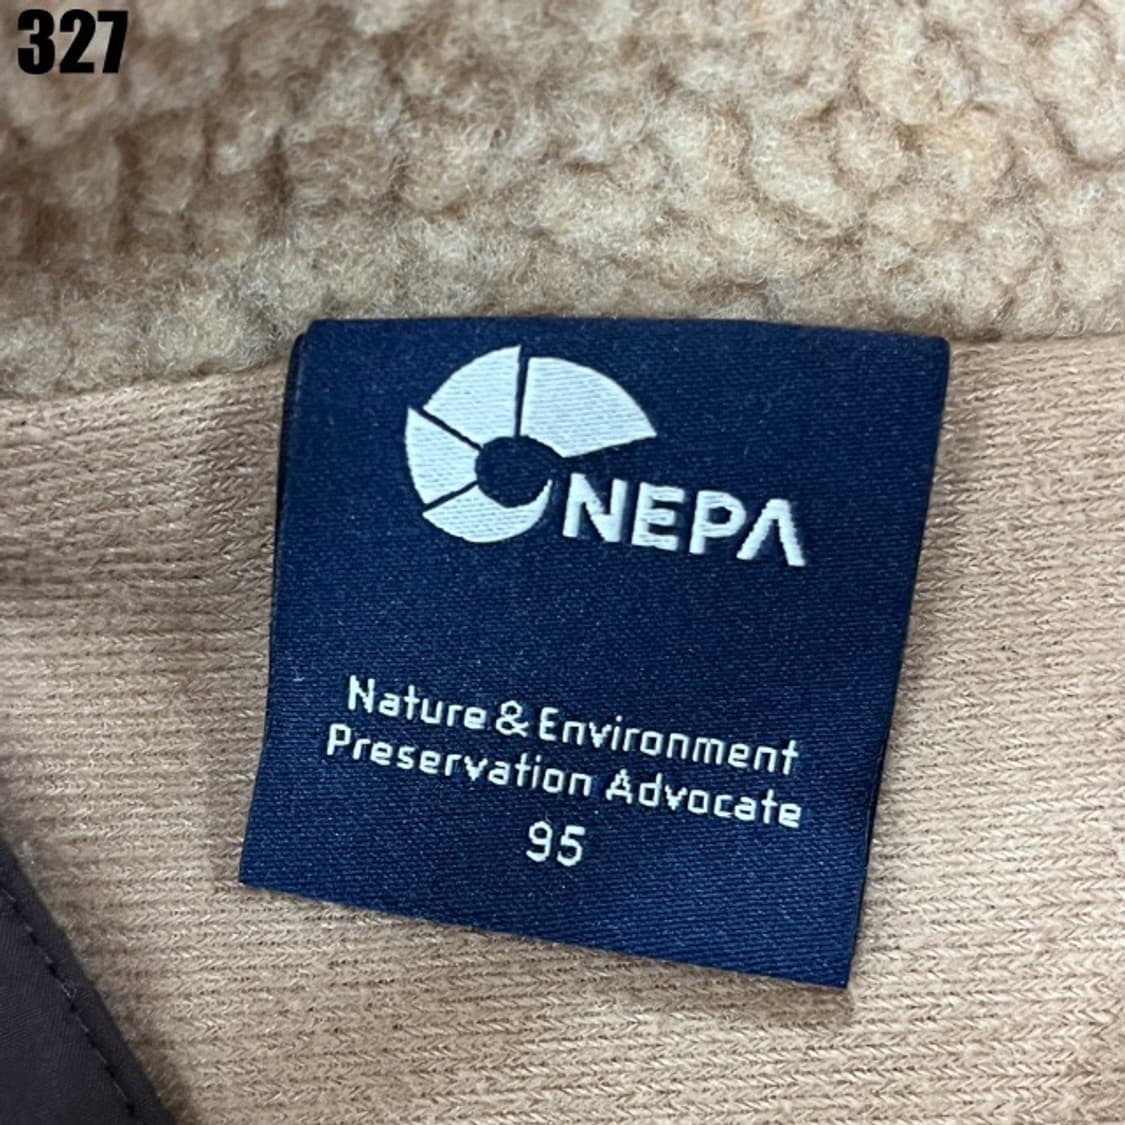 327
NEPA
Nature & Environment
Preservation Advocate
95